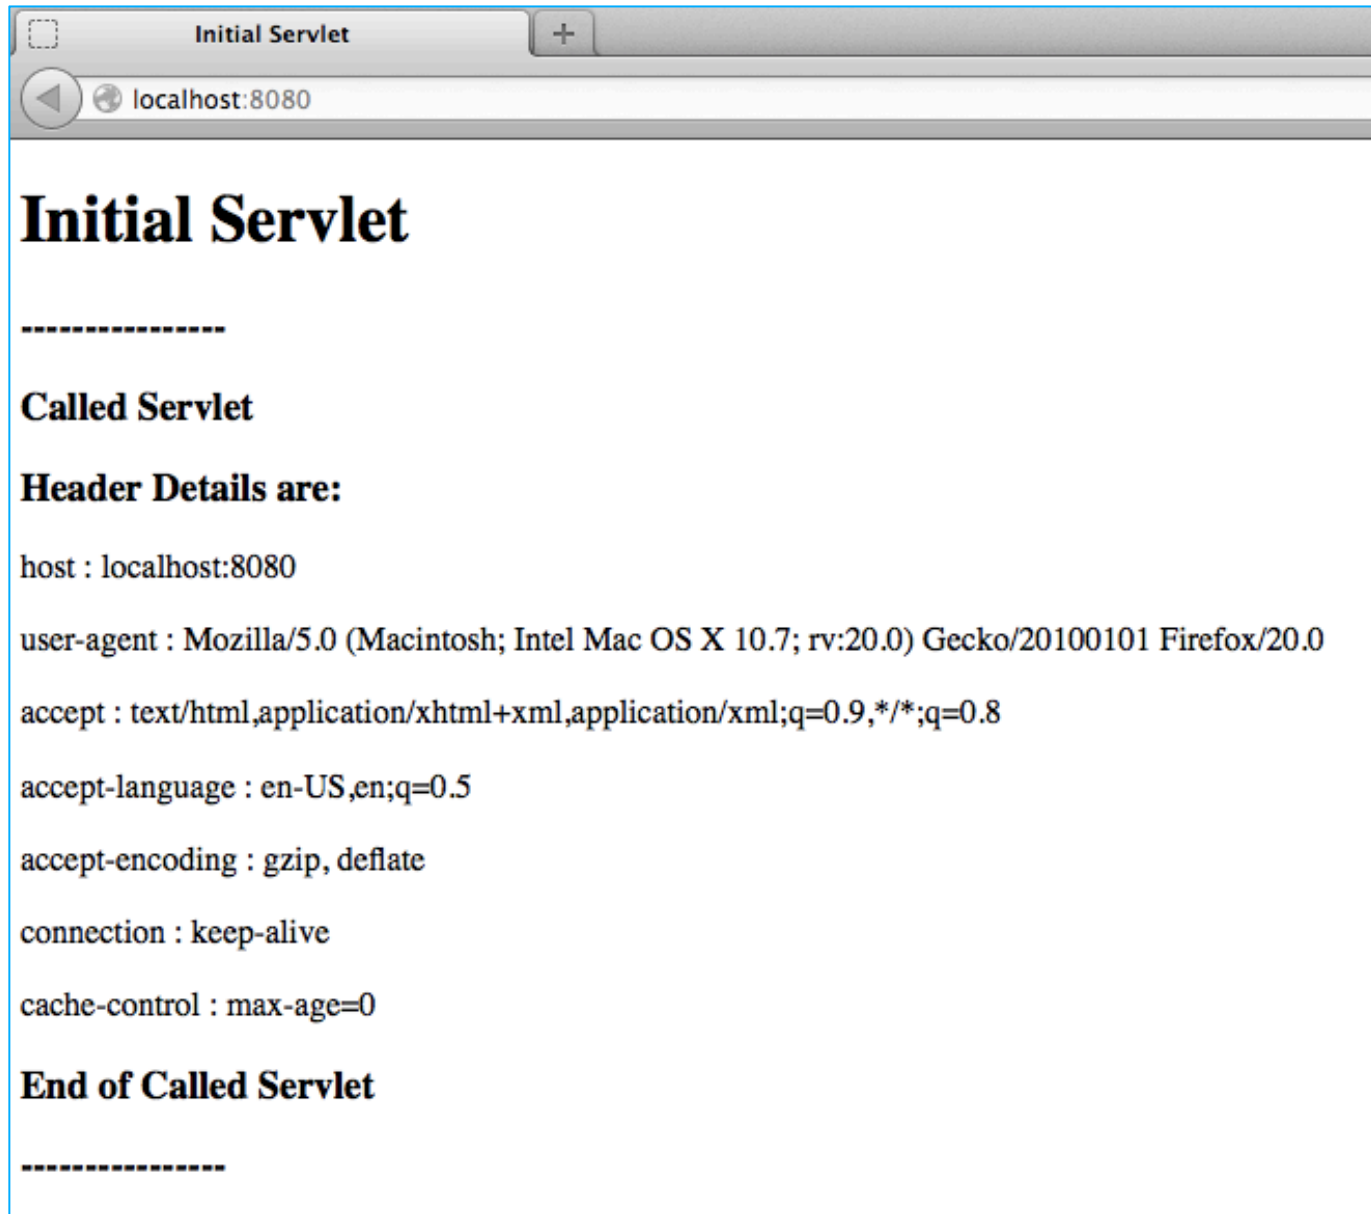 Initial Servlet
+
localhost:8080
Initial Servlet
----------------
Called Servlet
Header Details are:
host : localhost:8080
user-agent : Mozilla/5.0 (Macintosh; Intel Mac OS X 10.7; rv:20.0) Gecko/20100101 Firefox/20.0
accept : text/html,application/xhtml+xml,application/xml;q=0.9,*/*;q=0.8
accept-language : en-US,en;q=0.5
accept-encoding : gzip, deflate
connection : keep-alive
cache-control : max-age=0
End of Called Servlet
----------------